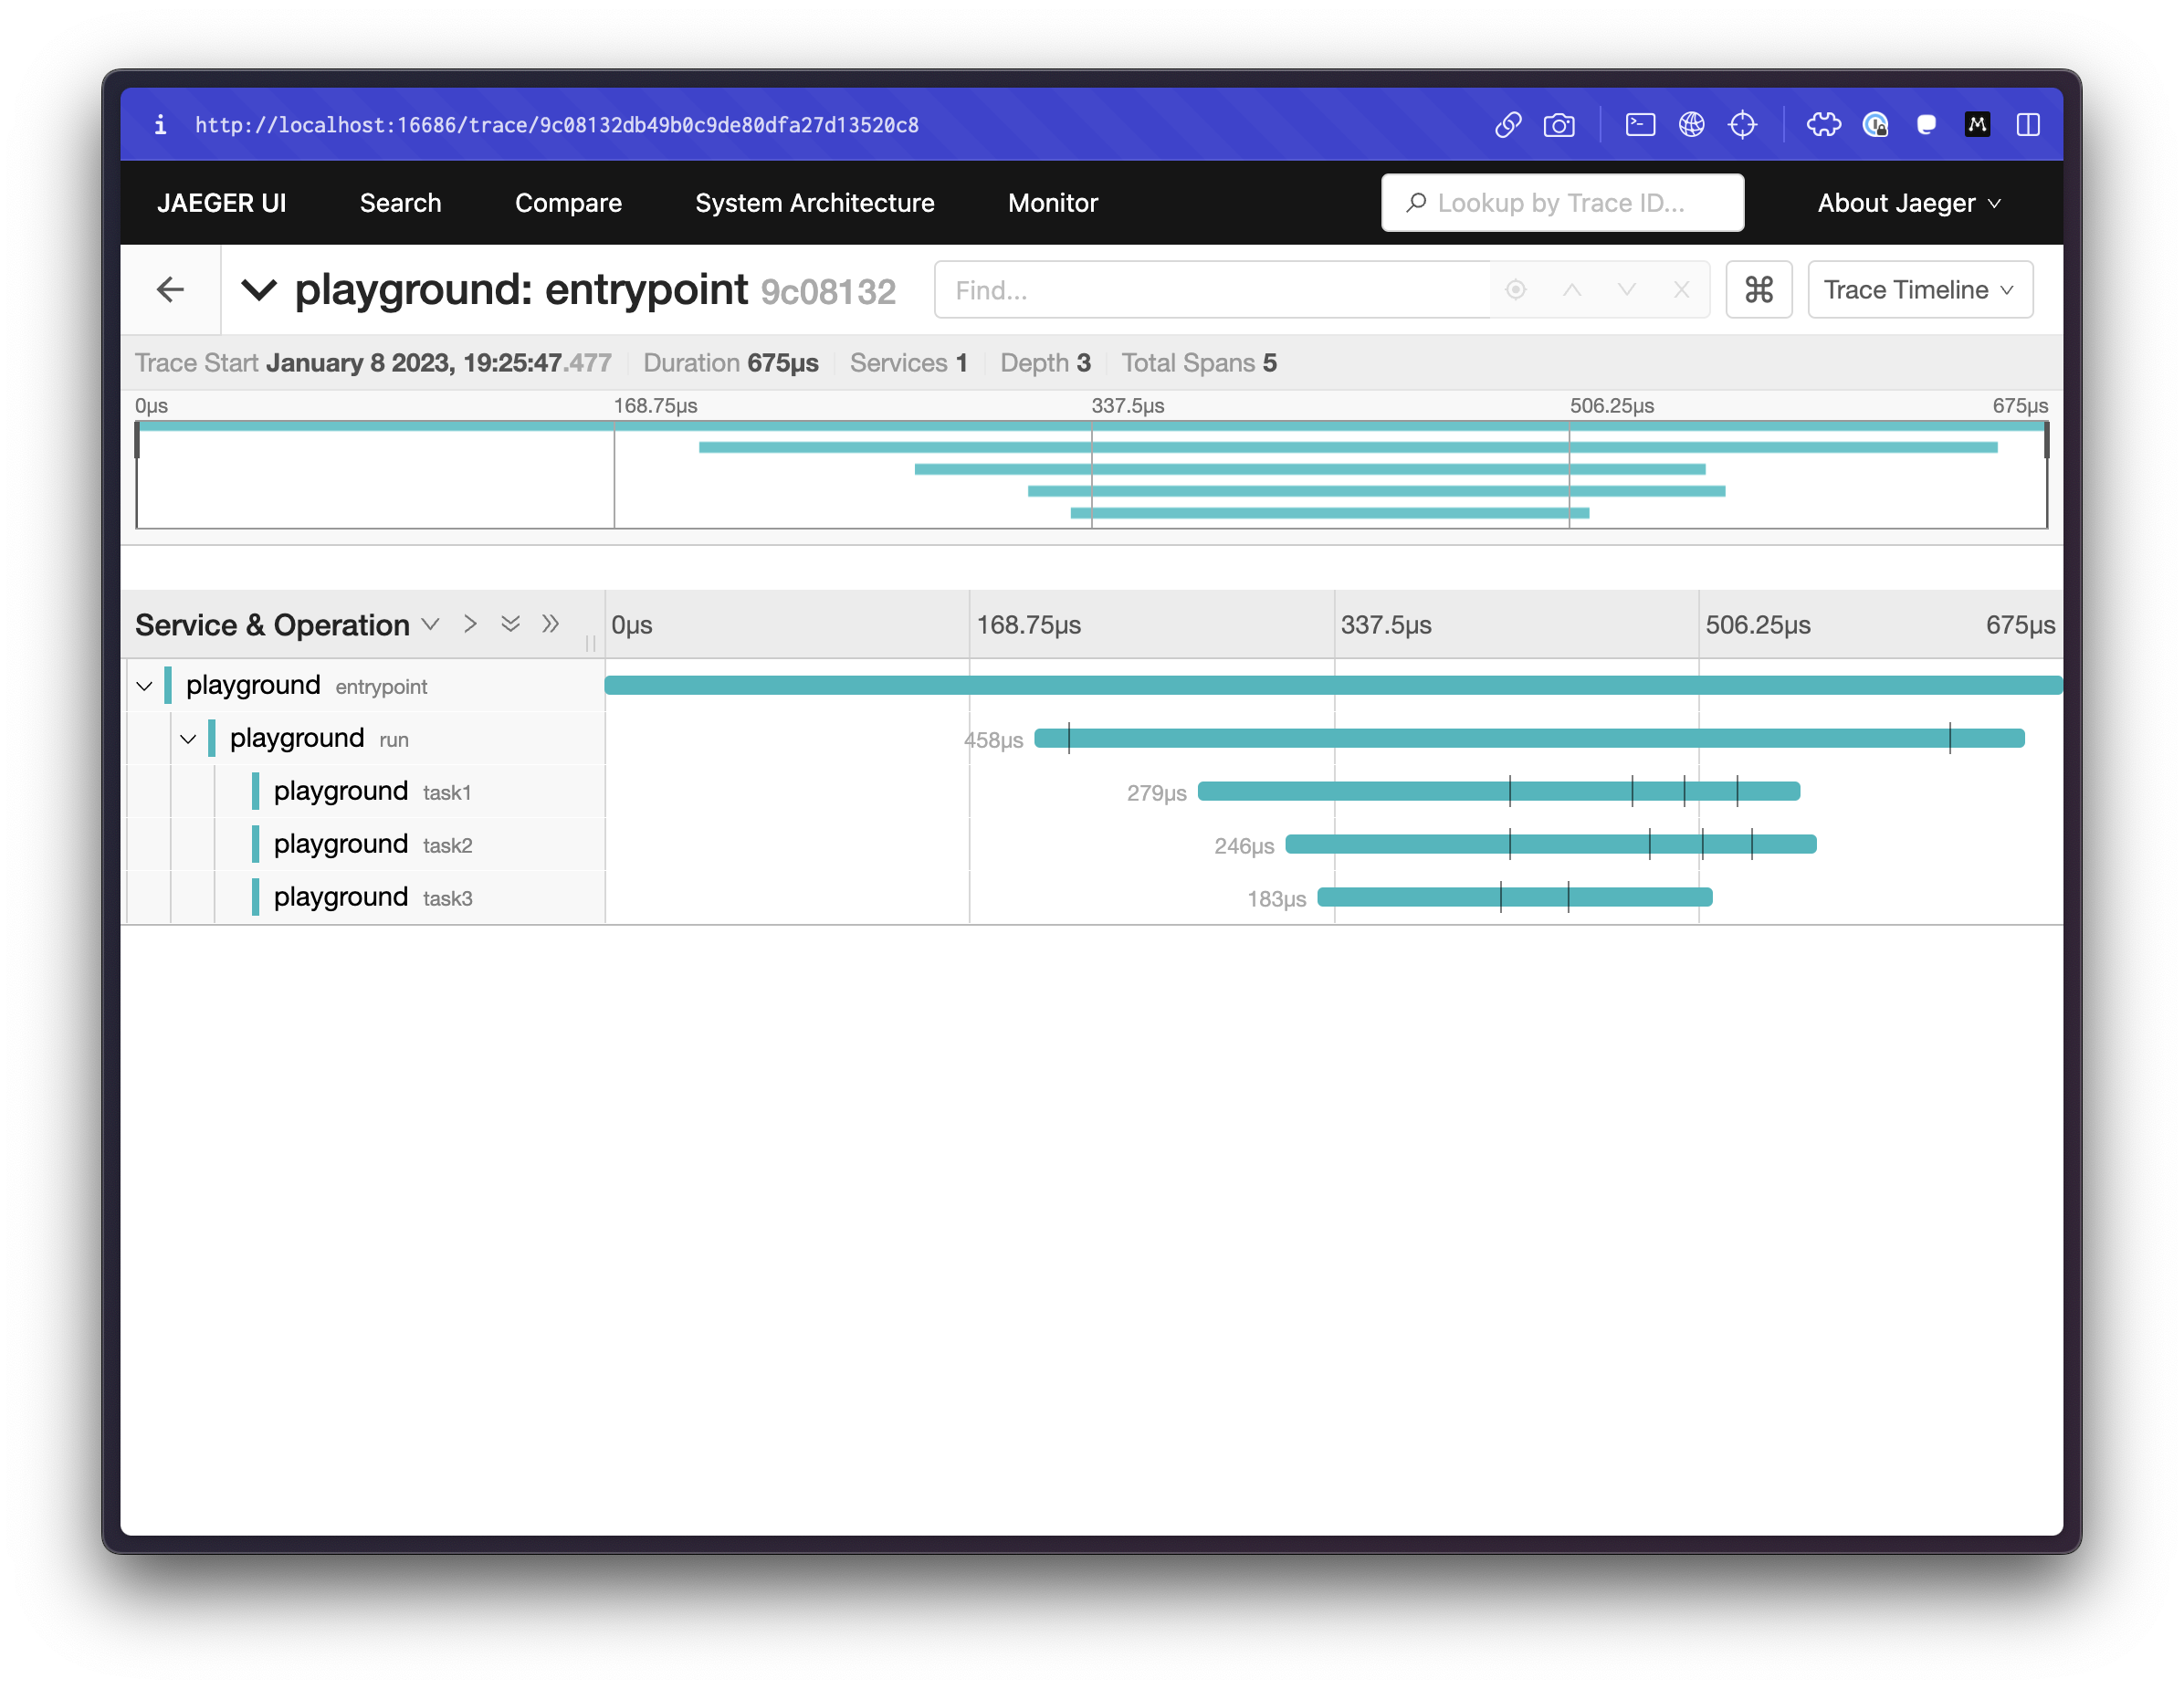 http://localhost:16686/trace/9c08132db49b0c9de80dfa27d13520c8
JAEGER UI Search Compare System Architecture Monitor Lookup by Trace ID... About Jaeger
playground: entrypoint 9c08132 Find... ⌘ Trace Timeline
Trace Start January 8 2023, 19:25:47.477 Duration 675μs Services 1 Depth 3 Total Spans 5
0μs 168.75μs 337.5μs 506.25μs 675μs
Service & Operation 0μs 168.75μs 337.5μs 506.25μs 675μs
playground entrypoint
playground run 458μs
playground task1 279μs
playground task2 246μs
playground task3 183μs